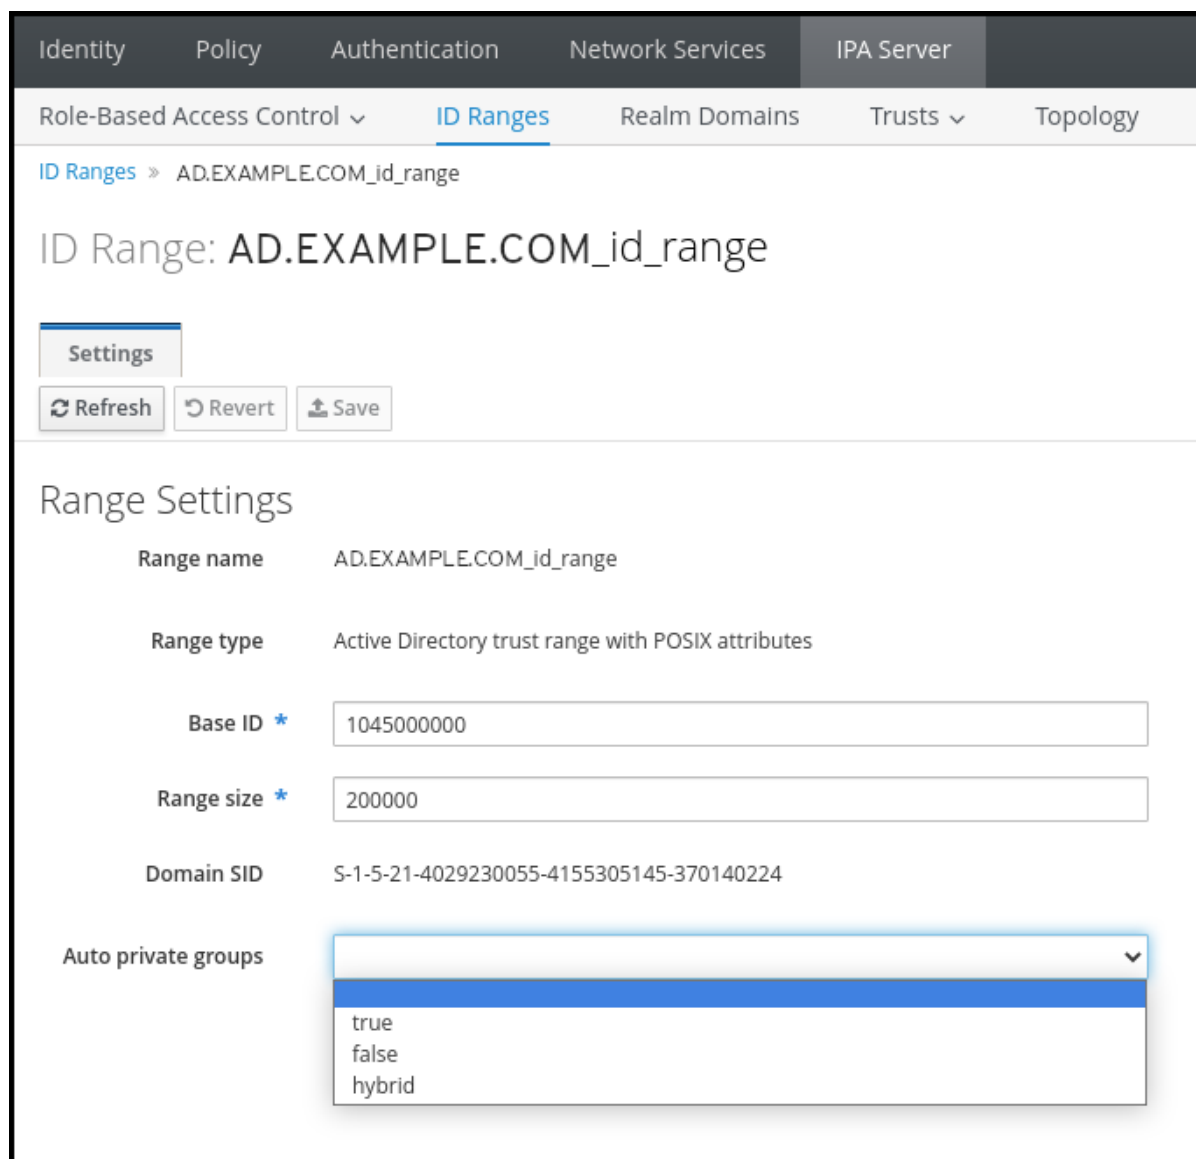 Identity Policy Authentication Network Services IPA Server
Role-Based Access Control ID Ranges Realm Domains Trusts Topology
ID Ranges » AD.EXAMPLE.COM_id_range
ID Range: AD.EXAMPLE.COM_id_range
Settings
Refresh Revert Save
Range Settings
Range name AD.EXAMPLE.COM_id_range
Range type Active Directory trust range with POSIX attributes
Base ID * 1045000000
Range size * 200000
Domain SID S-1-5-21-4029230055-4155305145-370140224
Auto private groups
true
false
hybrid